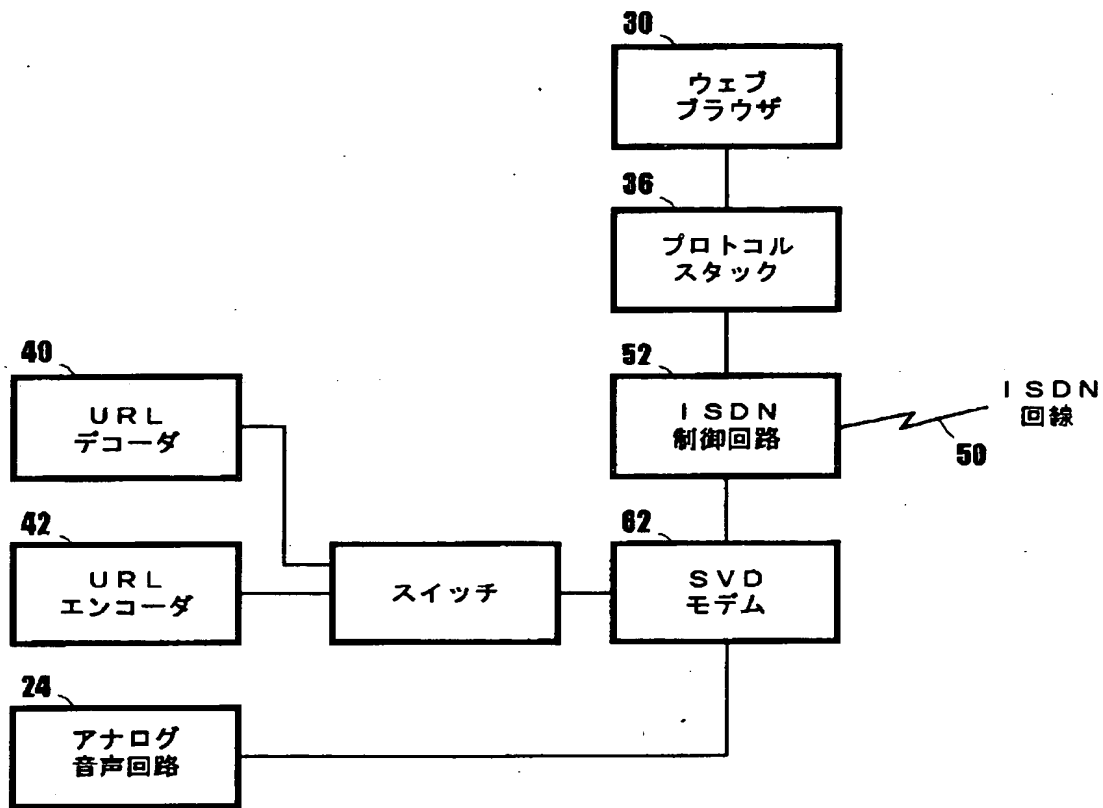 30
ウェブ
ブラウザ
36
プロトコル
スタック
40
URL
デコーダ
52
ISDN
制御回路
ISDN
回線
50
42
URL
エンコーダ
スイッチ
62
SVD
モデム
24
アナログ
音声回路